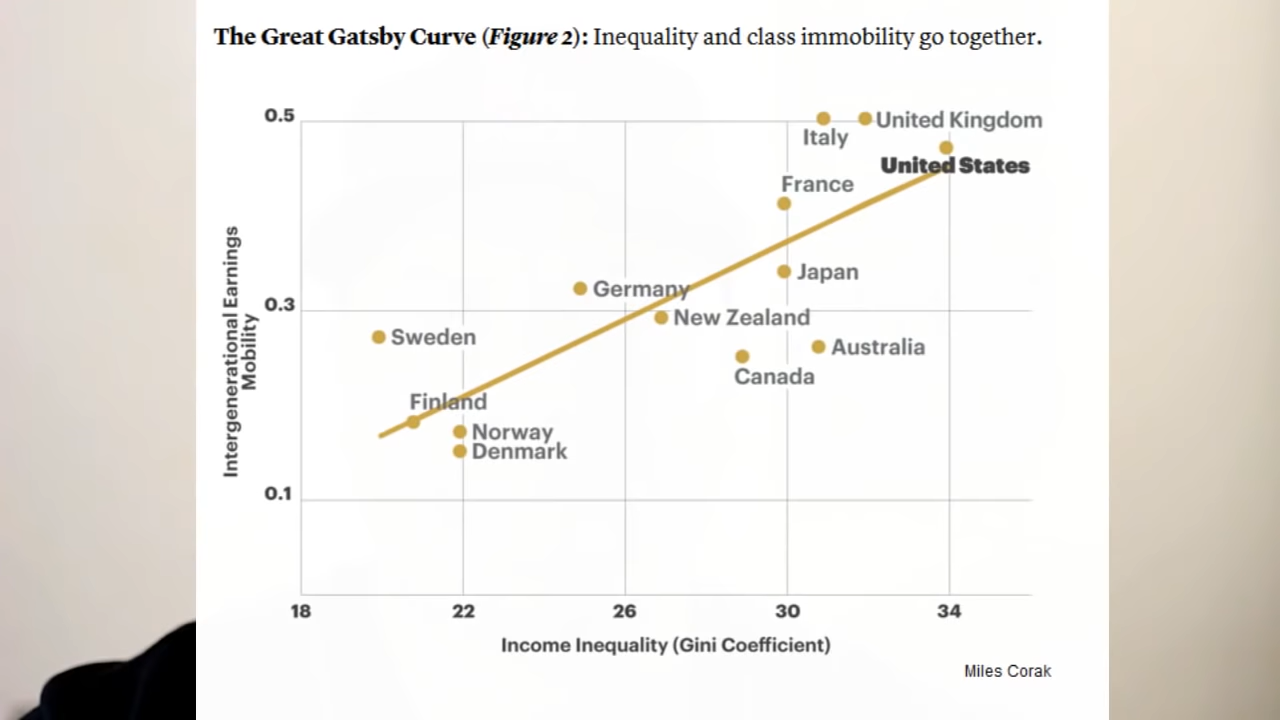 The Great Gatsby Curve (Figure 2): Inequality and class immobility go together.
0.5
Italy
United Kingdom
United States
France
Japan
Germany
0.3
New Zealand
Sweden
Australia
Canada
Finland
Norway
Denmark
0.1
Intergenerational Earnings
Mobility
18 22 26 30 34
Income Inequality (Gini Coefficient)
Miles Corak